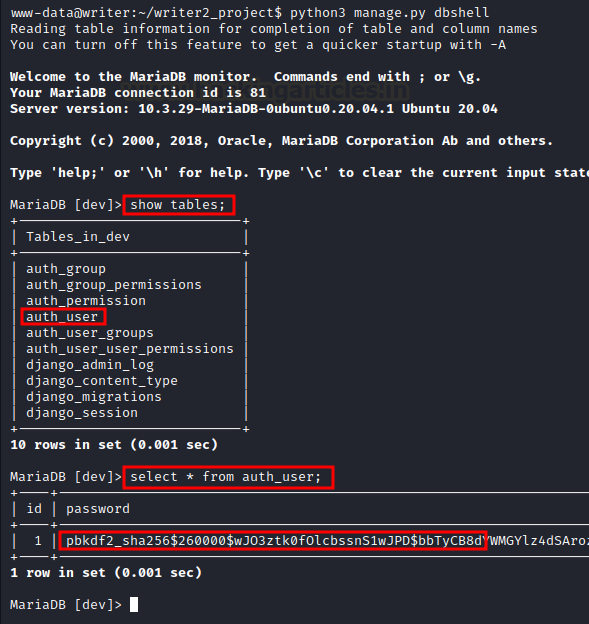 www-data@writer:~/writer2_project$ python3 manage.py dbshell
Reading table information for completion of table and column names
You can turn off this feature to get a quicker startup with -A
Welcome to the MariaDB monitor.  Commands end with ; or \g.
Your MariaDB connection id is 81
Server version: 10.3.29-MariaDB-0ubuntu0.20.04.1 Ubuntu 20.04
Copyright (c) 2000, 2018, Oracle, MariaDB Corporation Ab and others.
Type 'help;' or '\h' for help. Type '\c' to clear the current input state
MariaDB [dev]> show tables;
+---------------------------+
| Tables_in_dev             |
+---------------------------+
| auth_group                |
| auth_group_permissions    |
| auth_permission           |
| auth_user                 |
| auth_user_groups          |
| auth_user_user_permissions |
| django_admin_log          |
| django_content_type       |
| django_migrations         |
| django_session            |
+---------------------------+
10 rows in set (0.001 sec)
MariaDB [dev]> select * from auth_user;
| id | password
| 1 | pbkdf2_sha256$260000$wJO3ztk0fOlcbssnS1wJPD$bbTyCB8dYWMGYlz4dSAroz
1 row in set (0.001 sec)
MariaDB [dev]>